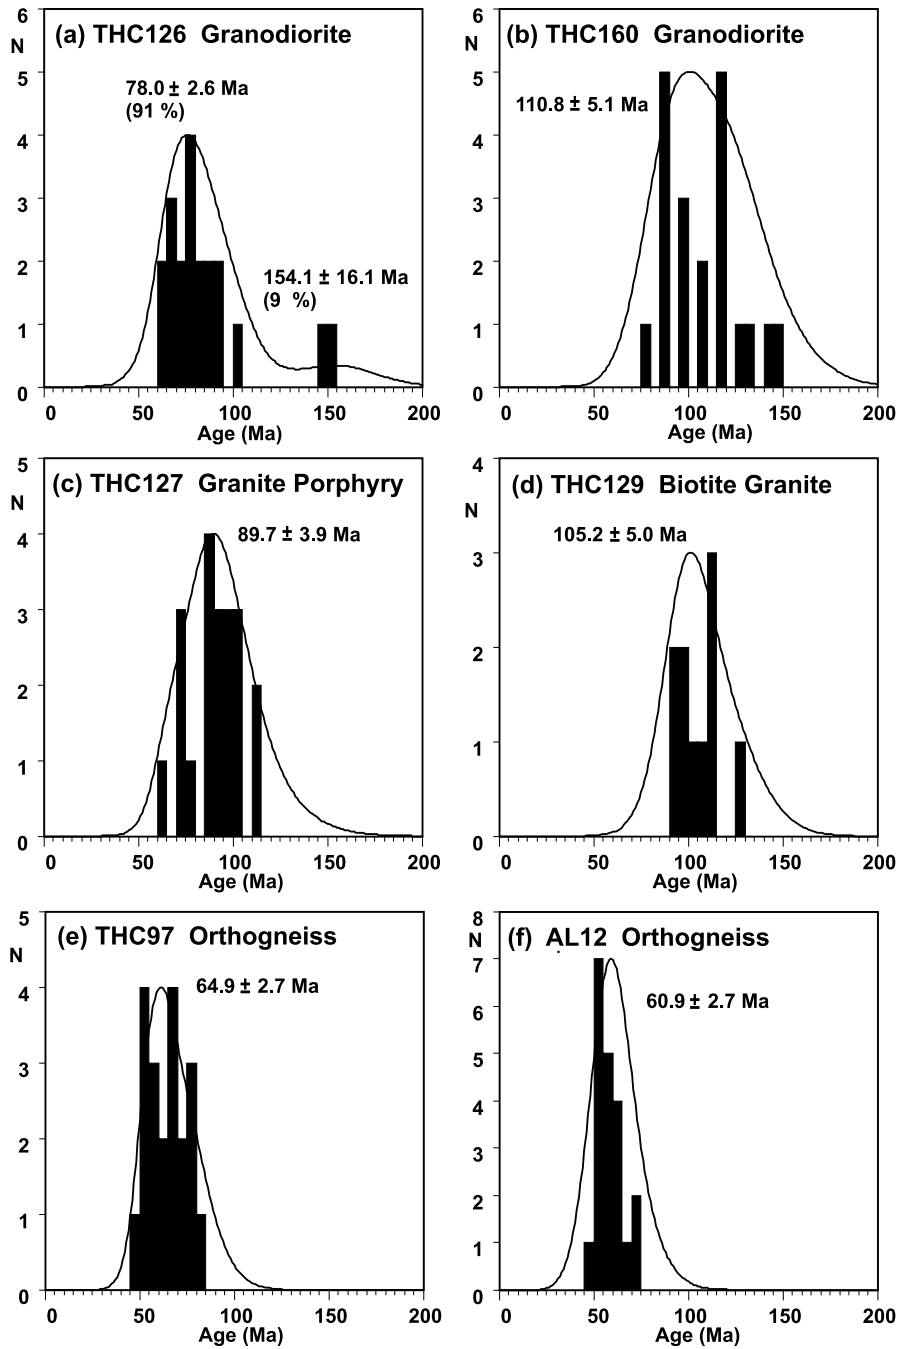 (a) THC126 Granodiorite
6
N
5
4
3
2
1
0
78.0 ± 2.6 Ma
(91 %)
154.1 ± 16.1 Ma
(9 %)
50 100 150 200
Age (Ma)
(b) THC160 Granodiorite
6
N
5
4
3
2
1
0
110.8 ± 5.1 Ma
0 50 100 150 200
Age (Ma)
(c) THC127 Granite Porphyry
5
N
4
3
2
1
0
89.7 ± 3.9 Ma
0 50 100 150 200
Age (Ma)
(d) THC129 Biotite Granite
4
N
3
2
1
0
105.2 ± 5.0 Ma
0 50 100 150 200
Age (Ma)
(e) THC97 Orthogneiss
5
N
4
3
2
1
0
64.9 ± 2.7 Ma
0 50 100 150 200
Age (Ma)
(f) AL12 Orthogneiss
8
N
7
6
5
4
3
2
1
0
60.9 ± 2.7 Ma
0 50 100 150 200
Age (Ma)